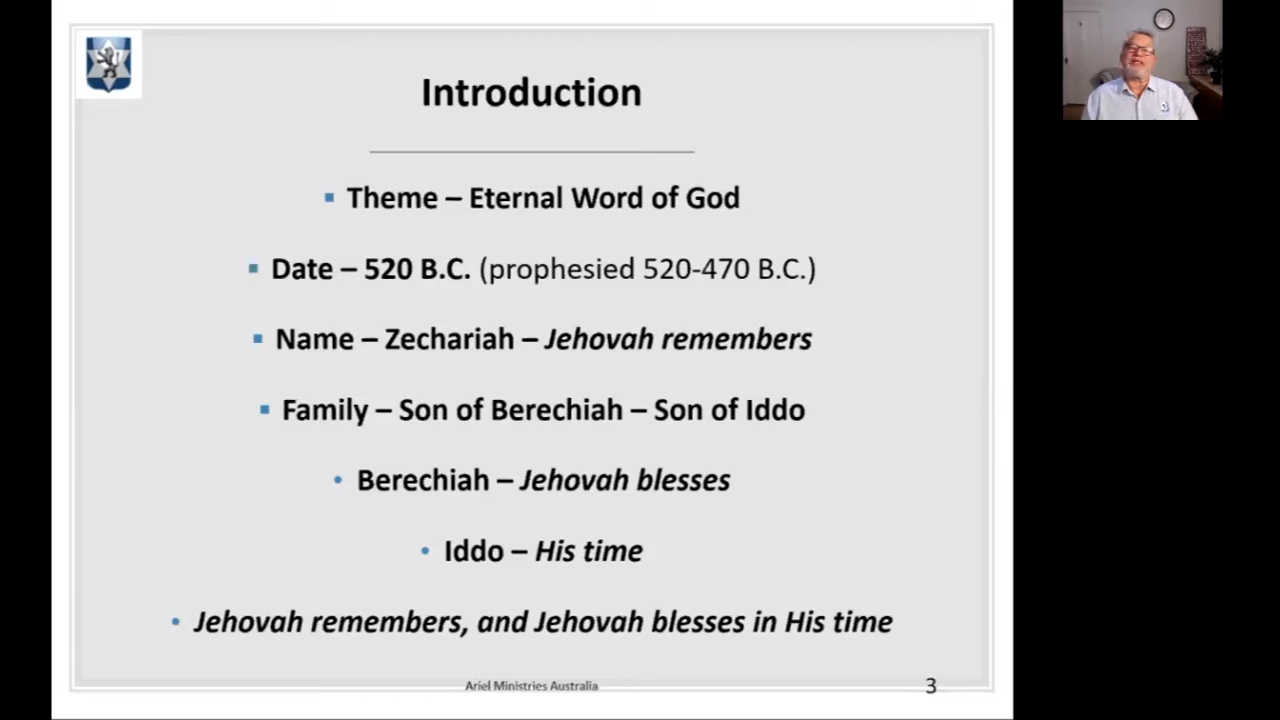 Introduction
Theme – Eternal Word of God
Date – 520 B.C. (prophesied 520-470 B.C.)
Name – Zechariah – Jehovah remembers
Family – Son of Berechiah – Son of Iddo
Berechiah – Jehovah blesses
Iddo – His time
Jehovah remembers, and Jehovah blesses in His time
Ariel Ministries Australia
3